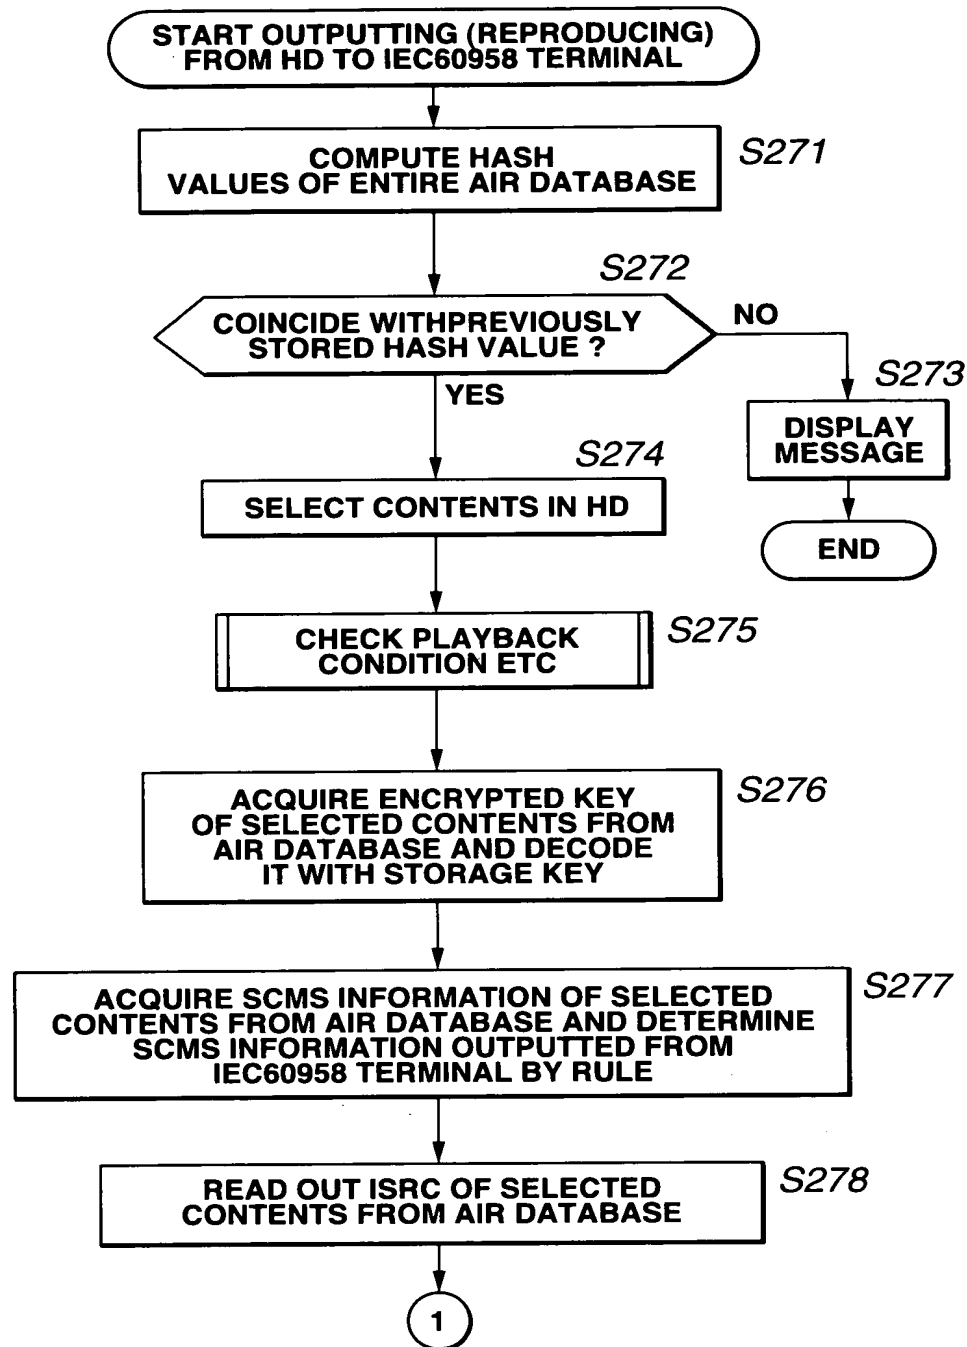 START OUTPUTTING (REPRODUCING)
FROM HD TO IEC60958 TERMINAL
S271
COMPUTE HASH
VALUES OF ENTIRE AIR DATABASE
S272
COINCIDE WITHPREVIOUSLY
STORED HASH VALUE ?
NO
YES
S273
DISPLAY
MESSAGE
END
S274
SELECT CONTENTS IN HD
S275
CHECK PLAYBACK
CONDITION ETC
S276
ACQUIRE ENCRYPTED KEY
OF SELECTED CONTENTS FROM
AIR DATABASE AND DECODE
IT WITH STORAGE KEY
S277
ACQUIRE SCMS INFORMATION OF SELECTED
CONTENTS FROM AIR DATABASE AND DETERMINE
SCMS INFORMATION OUTPUTTED FROM
IEC60958 TERMINAL BY RULE
S278
READ OUT ISRC OF SELECTED
CONTENTS FROM AIR DATABASE
1